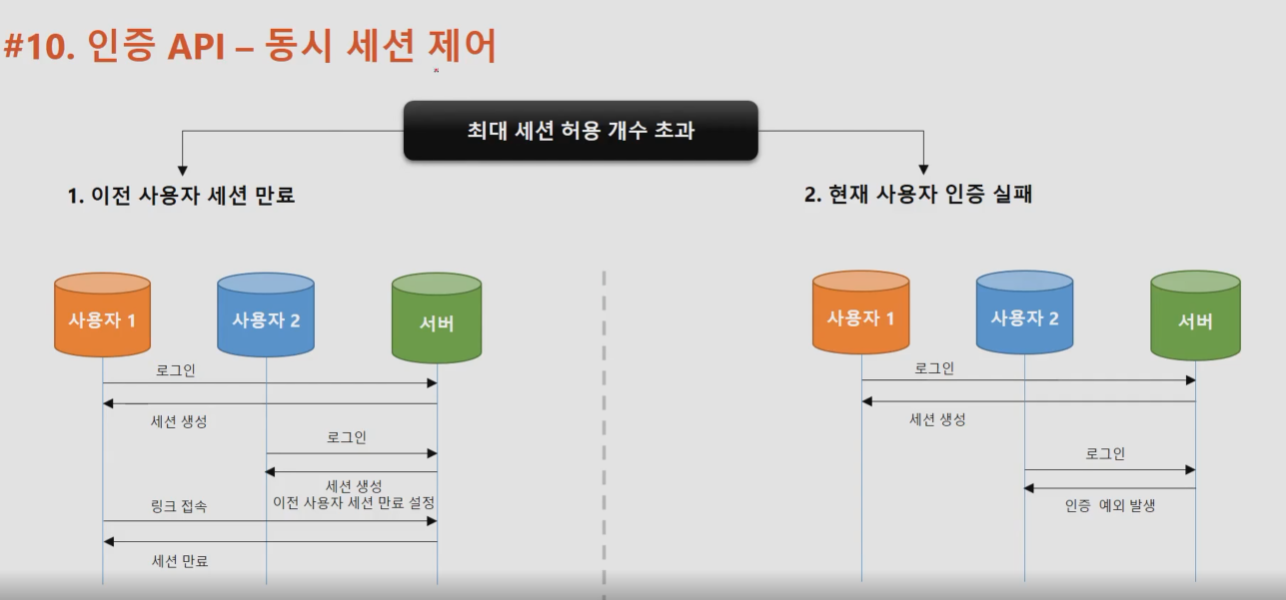 #10. 인증 API – 동시 세션 제어
최대 세션 허용 개수 초과
1. 이전 사용자 세션 만료
사용자 1
사용자 2
서버
로그인
세션 생성
로그인
세션 생성
이전 사용자 세션 만료 설정
링크 접속
세션 만료
2. 현재 사용자 인증 실패
사용자 1
사용자 2
서버
로그인
세션 생성
로그인
인증 예외 발생